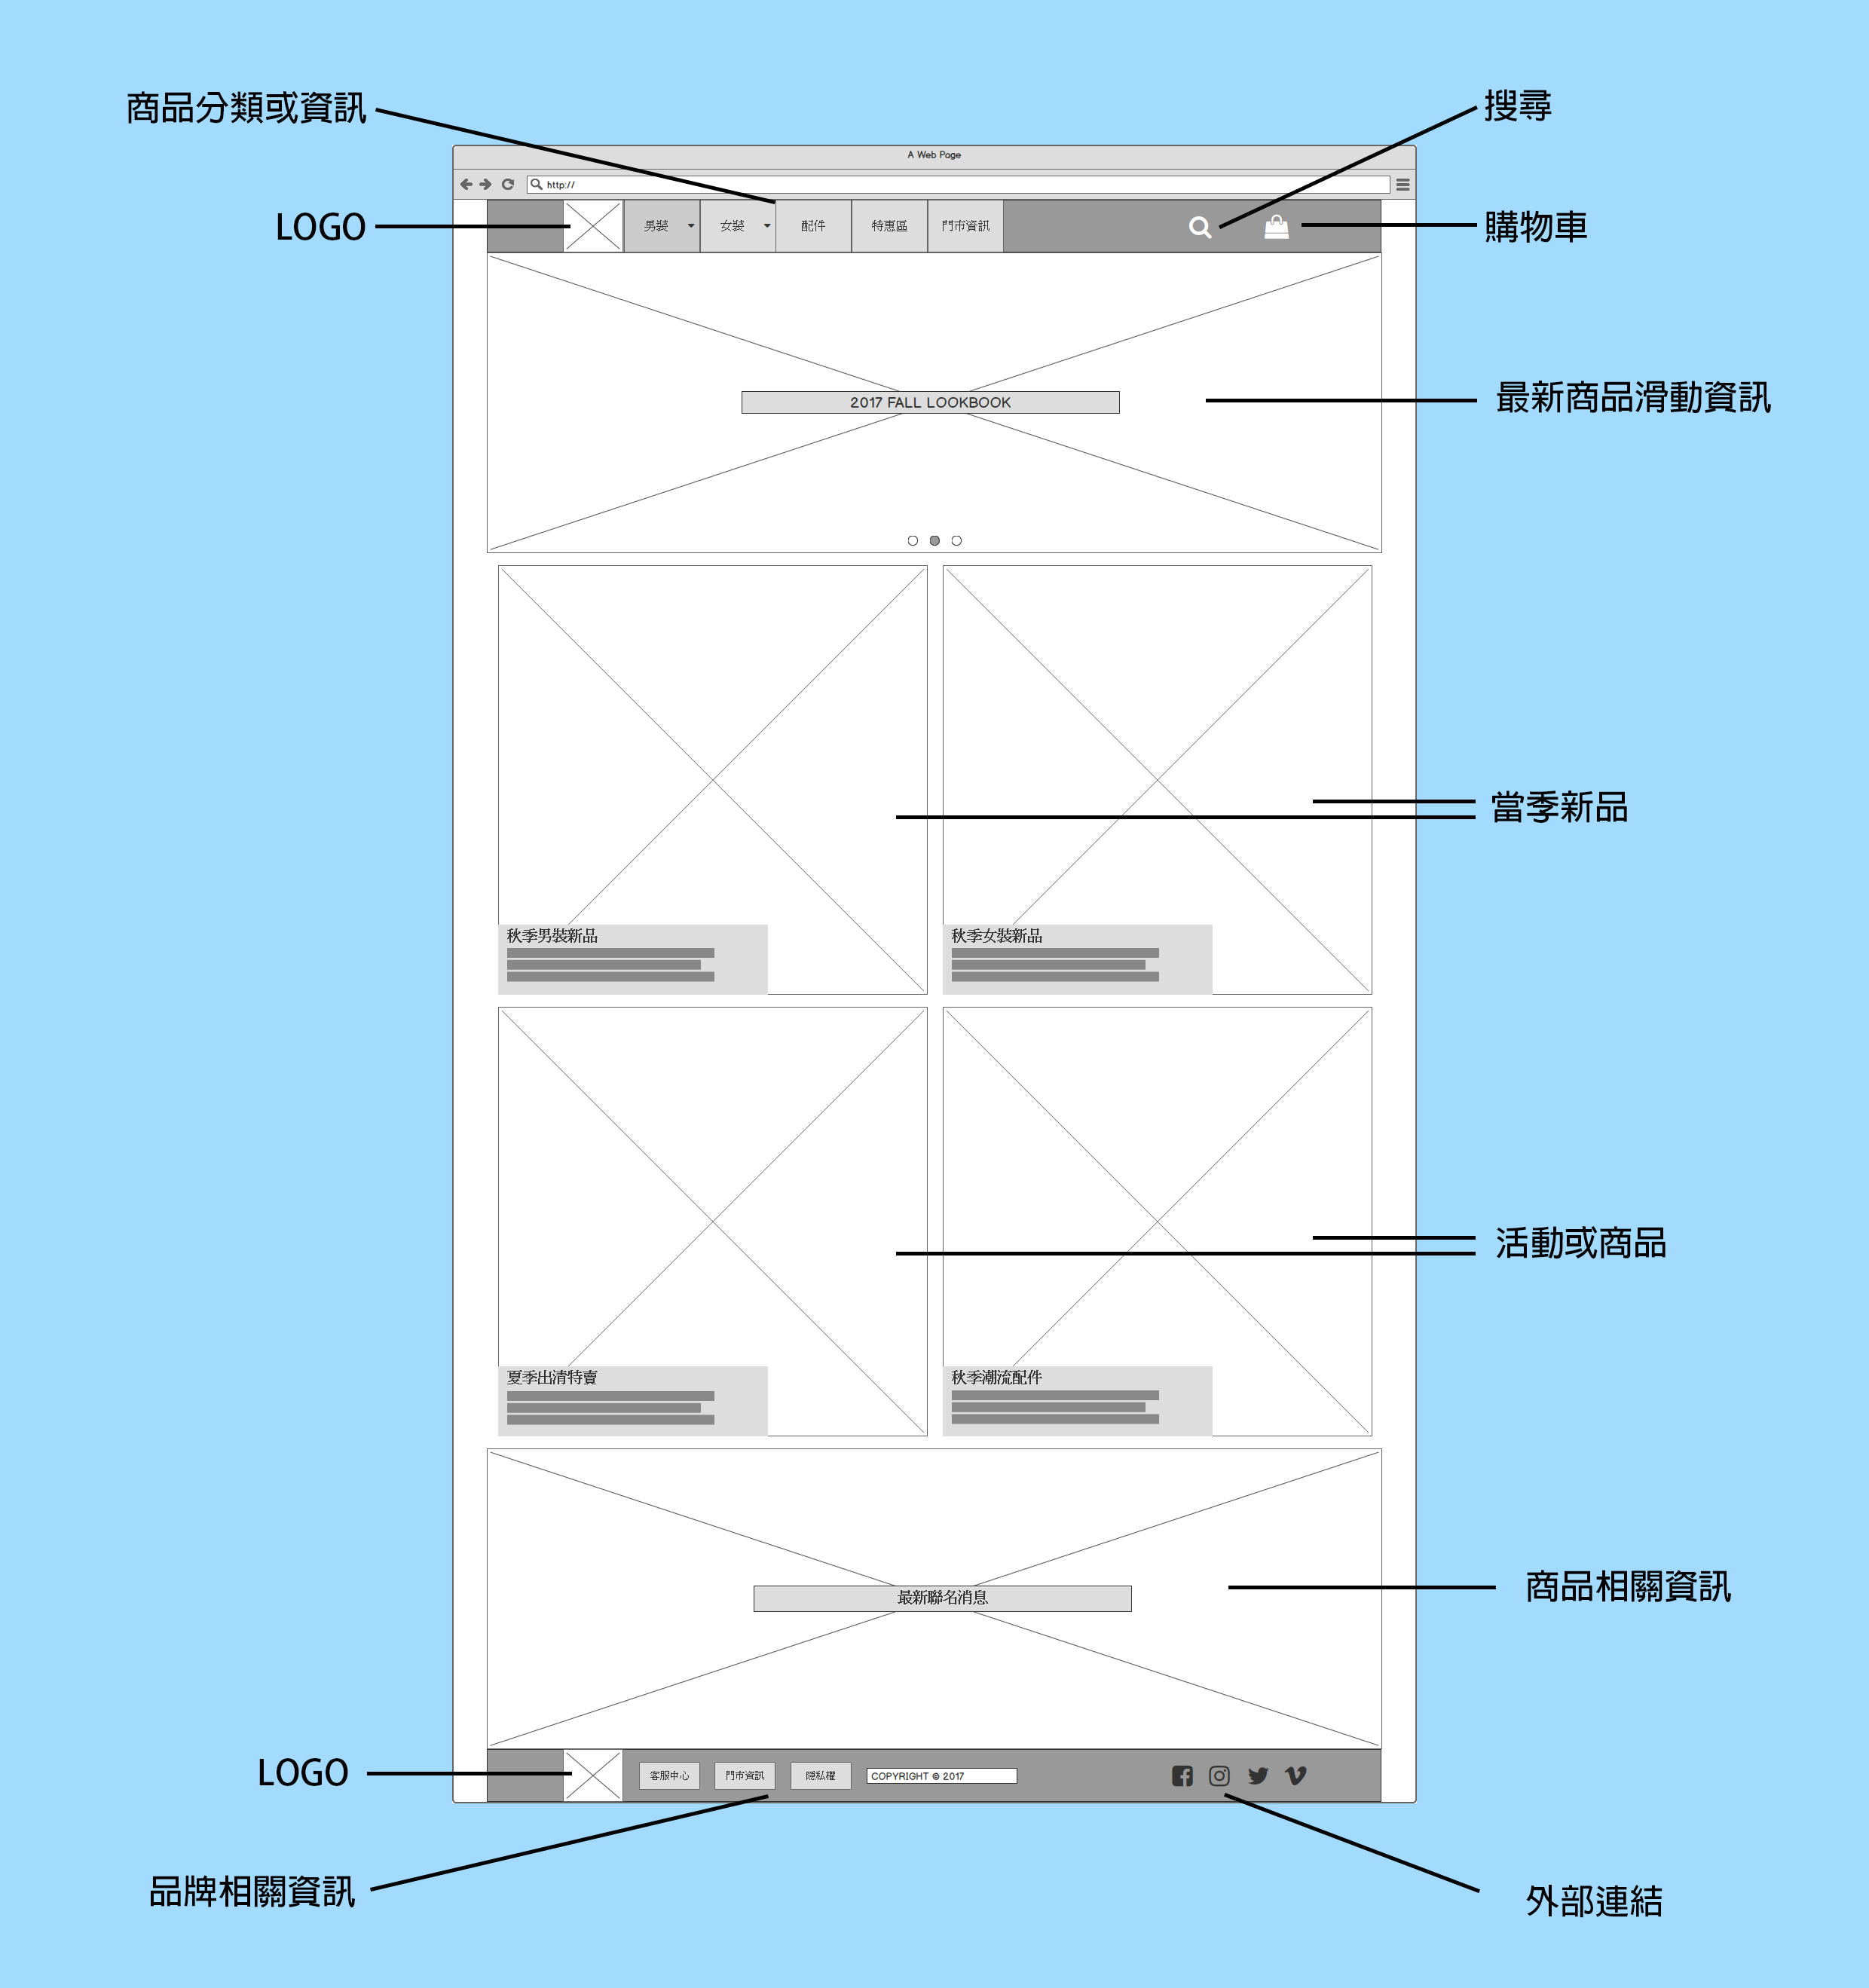 商品分類或資訊
搜尋
A Web Page
http://
LOGO
男裝
女裝
配件
特惠區
門市資訊
購物車
2017 FALL LOOKBOOK
最新商品滑動資訊
當季新品
秋季男裝新品
秋季女裝新品
活動或商品
夏季出清特賣
秋季潮流配件
最新聯名消息
商品相關資訊
LOGO
客服中心
門市資訊
隱私權
COPYRIGHT © 2017
品牌相關資訊
外部連結